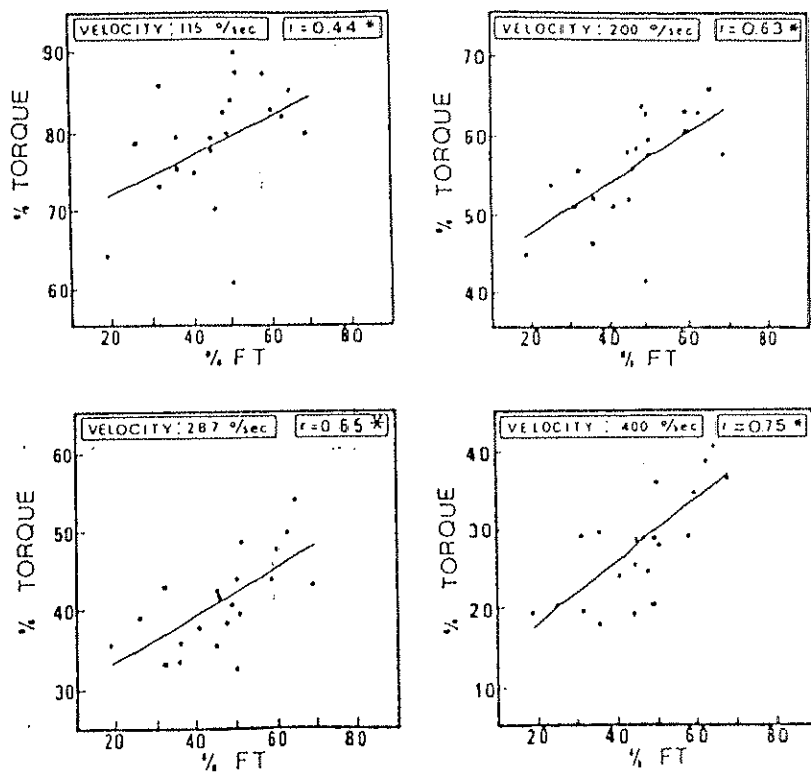 VELOCITY: 115 °/sec r=0.44*
90
80
70
60
% TORQUE
20 40 60 80
% FT
VELOCITY: 200 °/sec r=0.63*
70
60
50
40
% TORQUE
20 40 60 80
% FT
VELOCITY: 287 °/sec r=0.65*
60
50
40
30
% TORQUE
20 40 60 80
% FT
VELOCITY: 400 °/sec r=0.75*
40
30
20
10
% TORQUE
20 40 60 80
% FT